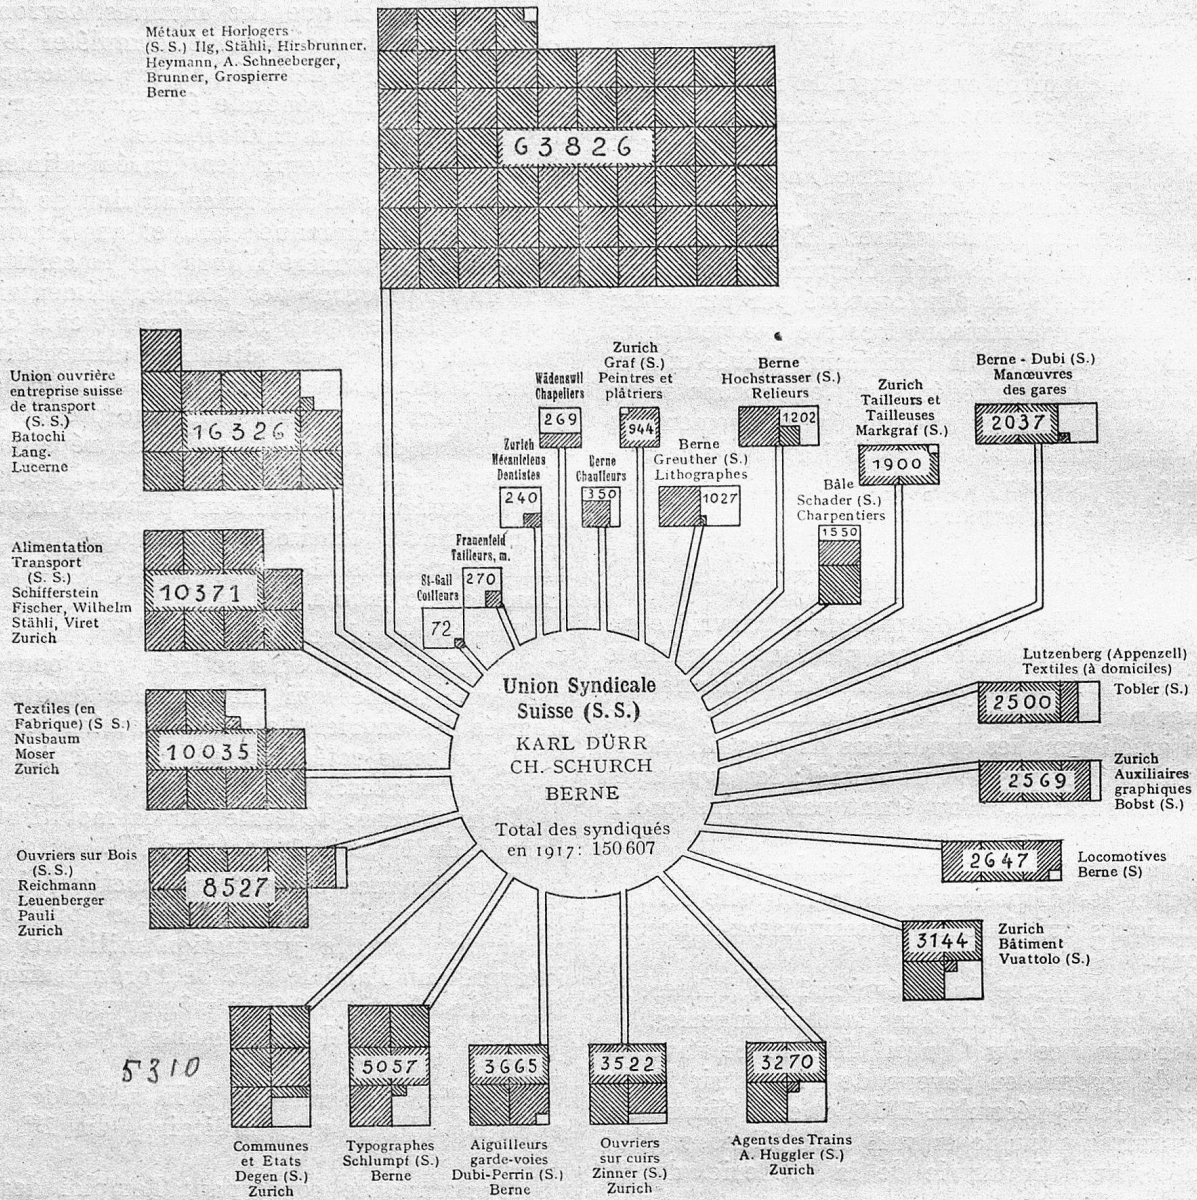 Métaux et Horlogers
(S. S.) Ilg, Stähli, Hirsbrunner,
Heymann, A. Schneeberger,
Brunner, Grospierre
Berne
63826
Union ouvrière
entreprise suisse
de transport
(S. S.)
Batochi
Lang.
Lucerne
16326
Alimentation
Transport
(S. S.)
Schifferstein
Fischer, Wilhelm
Stähli, Viret
Zurich
10371
Textiles (en
Fabrique) (S S.)
Nusbaum
Moser
Zurich
10035
Ouvriers sur Bois
(S. S.)
Reichmann
Leuenberger
Pauli
Zurich
8527
St-Gall
Coiffeurs
72
Frauenfeld
Tailleurs, m.
270
Zurich
Mécaniciens
Dentistes
240
Wädenswil
Chapeliers
269
Berne
Chauffeurs
350
Zurich
Graf (S.)
Peintres et
plâtriers
944
Berne
Greuther (S.)
Lithographes
1027
Berne
Hochstrasser (S.)
Relieurs
1202
Bâle
Schader (S.)
Charpentiers
1550
Zurich
Tailleurs et
Tailleuses
Markgraf (S.)
1900
Berne - Dubi (S.)
Manœuvres
des gares
2037
Lutzenberg (Appenzell)
Textiles (à domiciles)
Tobler (S.)
2500
Zurich
Auxiliaires
graphiques
Bobst (S.)
2569
Locomotives
Berne (S)
2647
Zurich
Bâtiment
Vuattolo (S.)
3144
Union Syndicale
Suisse (S. S.)
KARL DÜRR
CH. SCHURCH
BERNE
Total des syndiqués
en 1917: 150607
5310
Communes
et Etats
Degen (S.)
Zurich
5057
Typographes
Schlumpf (S.)
Berne
3665
Aiguilleurs
garde-voies
Dubi-Perrin (S.)
Berne
3522
Ouvriers
sur cuirs
Zinner (S.)
Zurich
3270
Agents des Trains
A. Huggler (S.)
Zurich